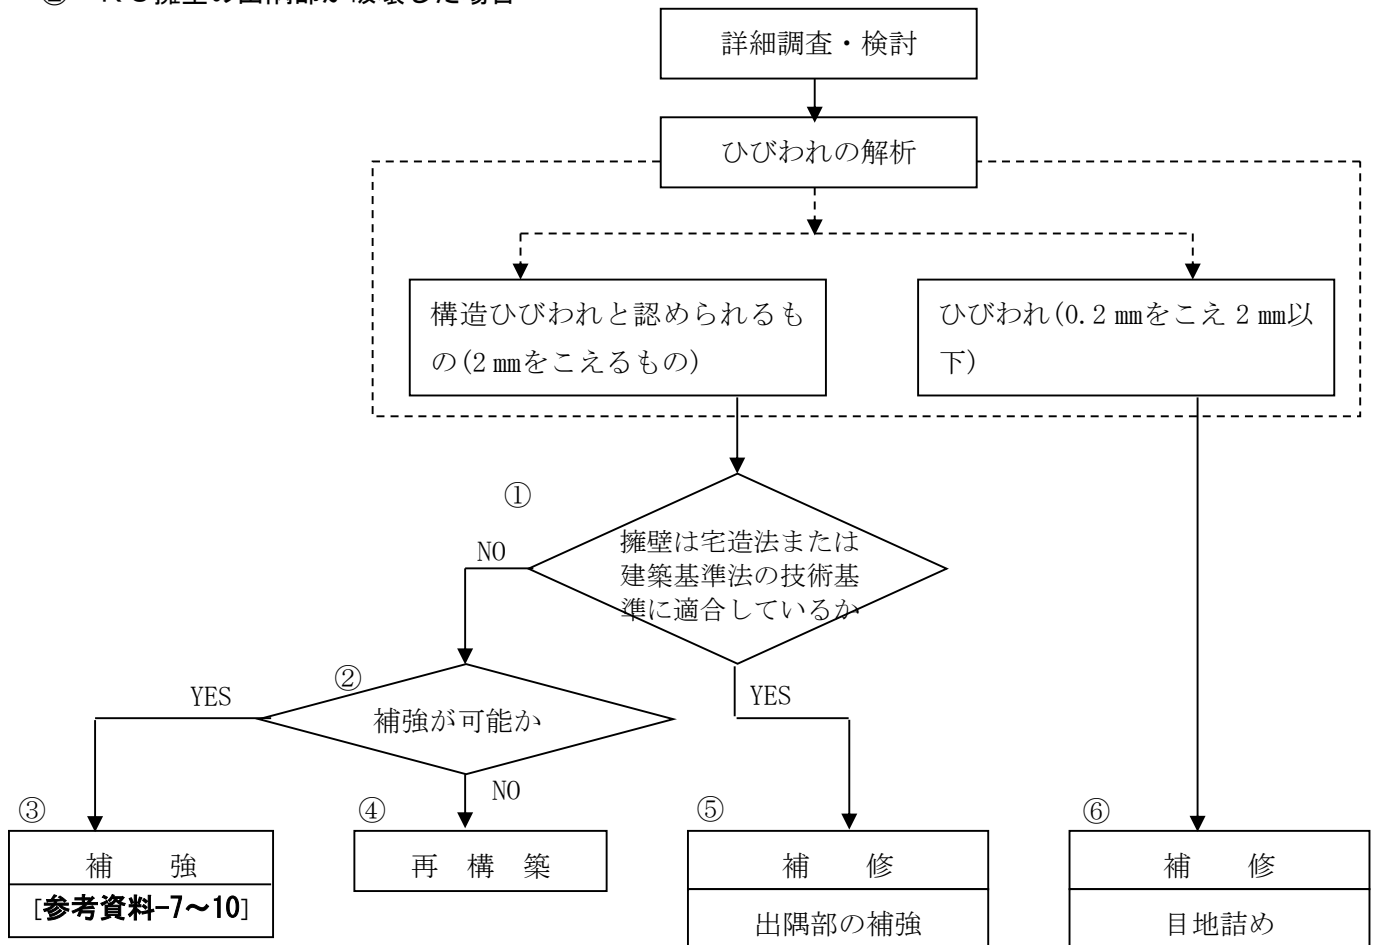 RC擁壁の出隅部が破壊した場合
詳細調査・検討
ひびわれの解析
構造ひびわれと認められるも
の(2㎜をこえるもの)
ひびわれ(0.2㎜をこえ2㎜以
下)
①
擁壁は宅造法または
建築基準法の技術基
準に適合しているか
NO
YES
②
補強が可能か
YES
NO
③
補 強
[参考資料-7～10]
④
再 構 築
⑤
補 修
出隅部の補強
⑥
補 修
目地詰め